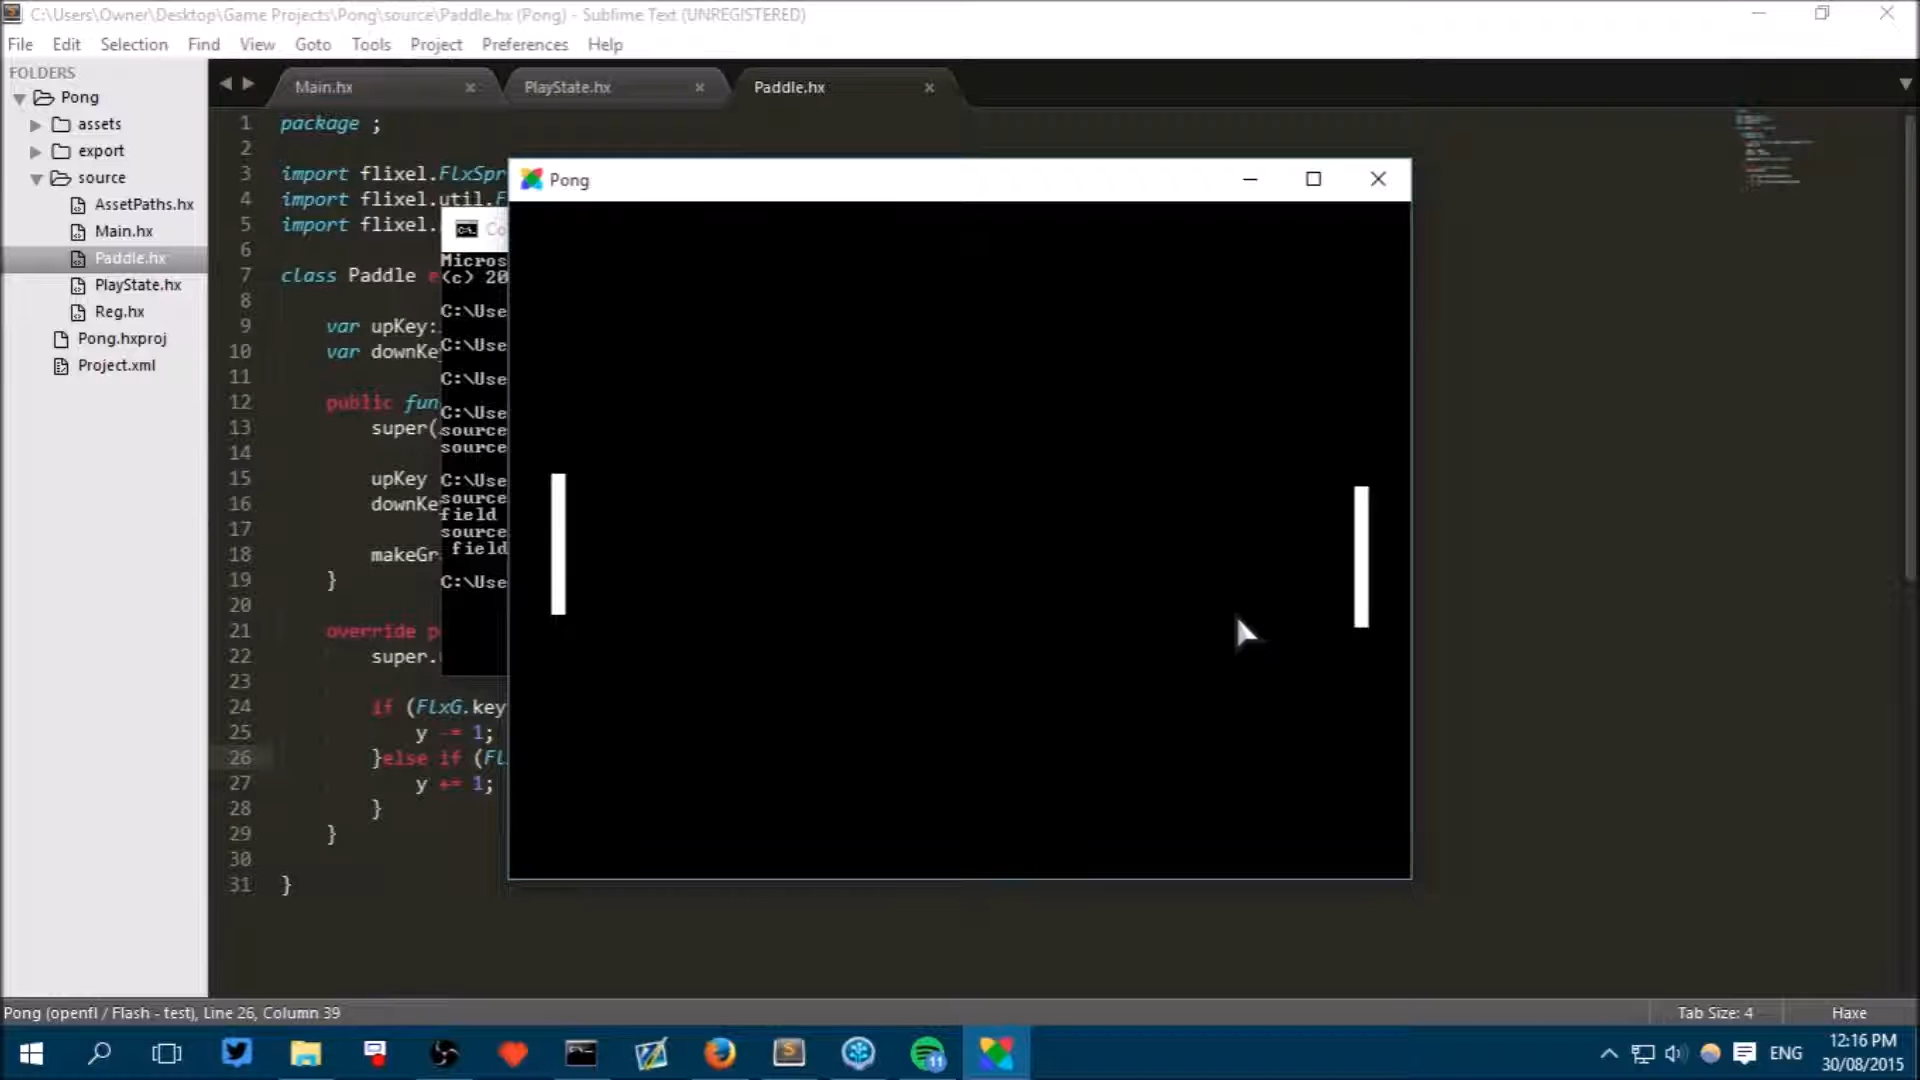 C:\Users\Owner\Desktop\Game Projects\Pong\source\Paddle.hx (Pong) - Sublime Text (UNREGISTERED)
File Edit Selection Find View Goto Tools Project Preferences Help
FOLDERS
Pong
assets
export
source
AssetPaths.hx
Main.hx
Paddle.hx
PlayState.hx
Reg.hx
Pong.hxproj
Project.xml
Main.hx × PlayState.hx × Paddle.hx ×
1 package ;
2
3 import flixel.FlxSpr
4 import flixel.util.F
5 import flixel.
6
7 class Paddle e
8
9 var upKey:
10 var downKe
11
12 public fun
13 super(
14
15 upKey
16 downKe
17
18 makeGr
19 }
20
21 override p
22 super.
23
24 if (FlxG.key
25 y -= 1;
26 }else if (FL
27 y += 1;
28 }
29 }
30
31 }
Co
Micros
(c) 20
C:\Use
C:\Use
C:\Use
C:\Use
source
source
C:\Use
source
field
source
field
C:\Use
Pong
Pong (openfl / Flash - test), Line 26, Column 39
Tab Size: 4
Haxe
11
ENG
12:16 PM
30/08/2015